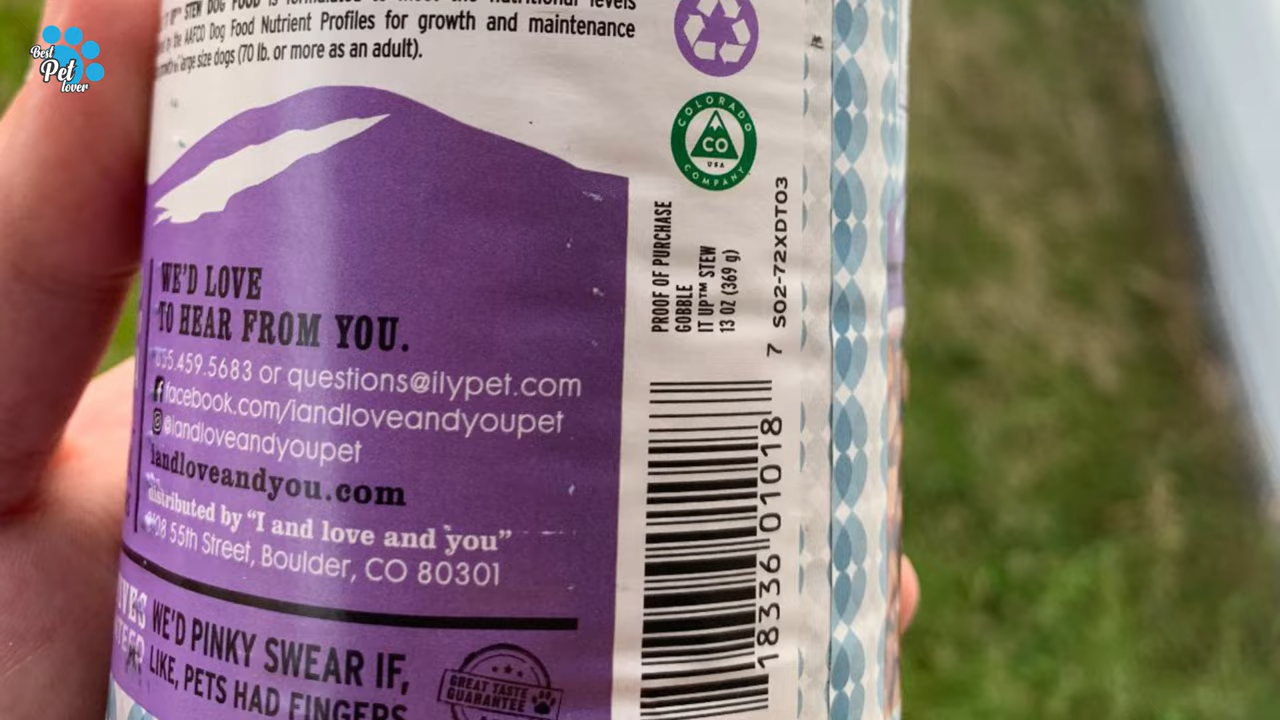 Best
Pet
lover
STEW DOG FOOD is formulated to meet the nutritional levels
by the AAFCO Dog Food Nutrient Profiles for growth and maintenance
large size dogs (70 lb. or more as an adult).
COLORADO
CO
USA
COMPANY
PROOF OF PURCHASE
GOBBLE
IT UP™ STEW
13 OZ (369 g)
7 SO2-72XDTO3
18336 01018
WE'D LOVE
TO HEAR FROM YOU.
.459.5683 or questions@ilypet.com
facebook.com/iandloveandyoupet
@iandloveandyoupet
iandloveandyou.com
distributed by “I and love and you”
55th Street, Boulder, CO 80301
WE'D PINKY SWEAR IF,
LIKE, PETS HAD FINGERS
GREAT TASTE
GUARANTEE